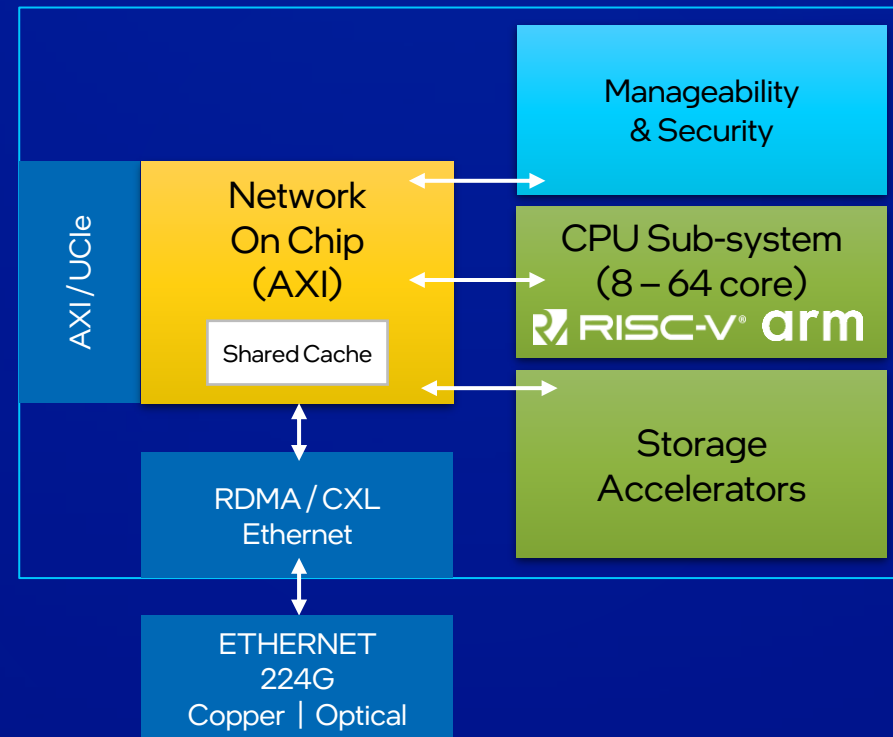 Manageability
& Security
AXI / UCIe
Network
On Chip
(AXI)
Shared Cache
CPU Sub-system
(8 – 64 core)
RISC-V® arm
Storage
Accelerators
RDMA / CXL
Ethernet
ETHERNET
224G
Copper | Optical